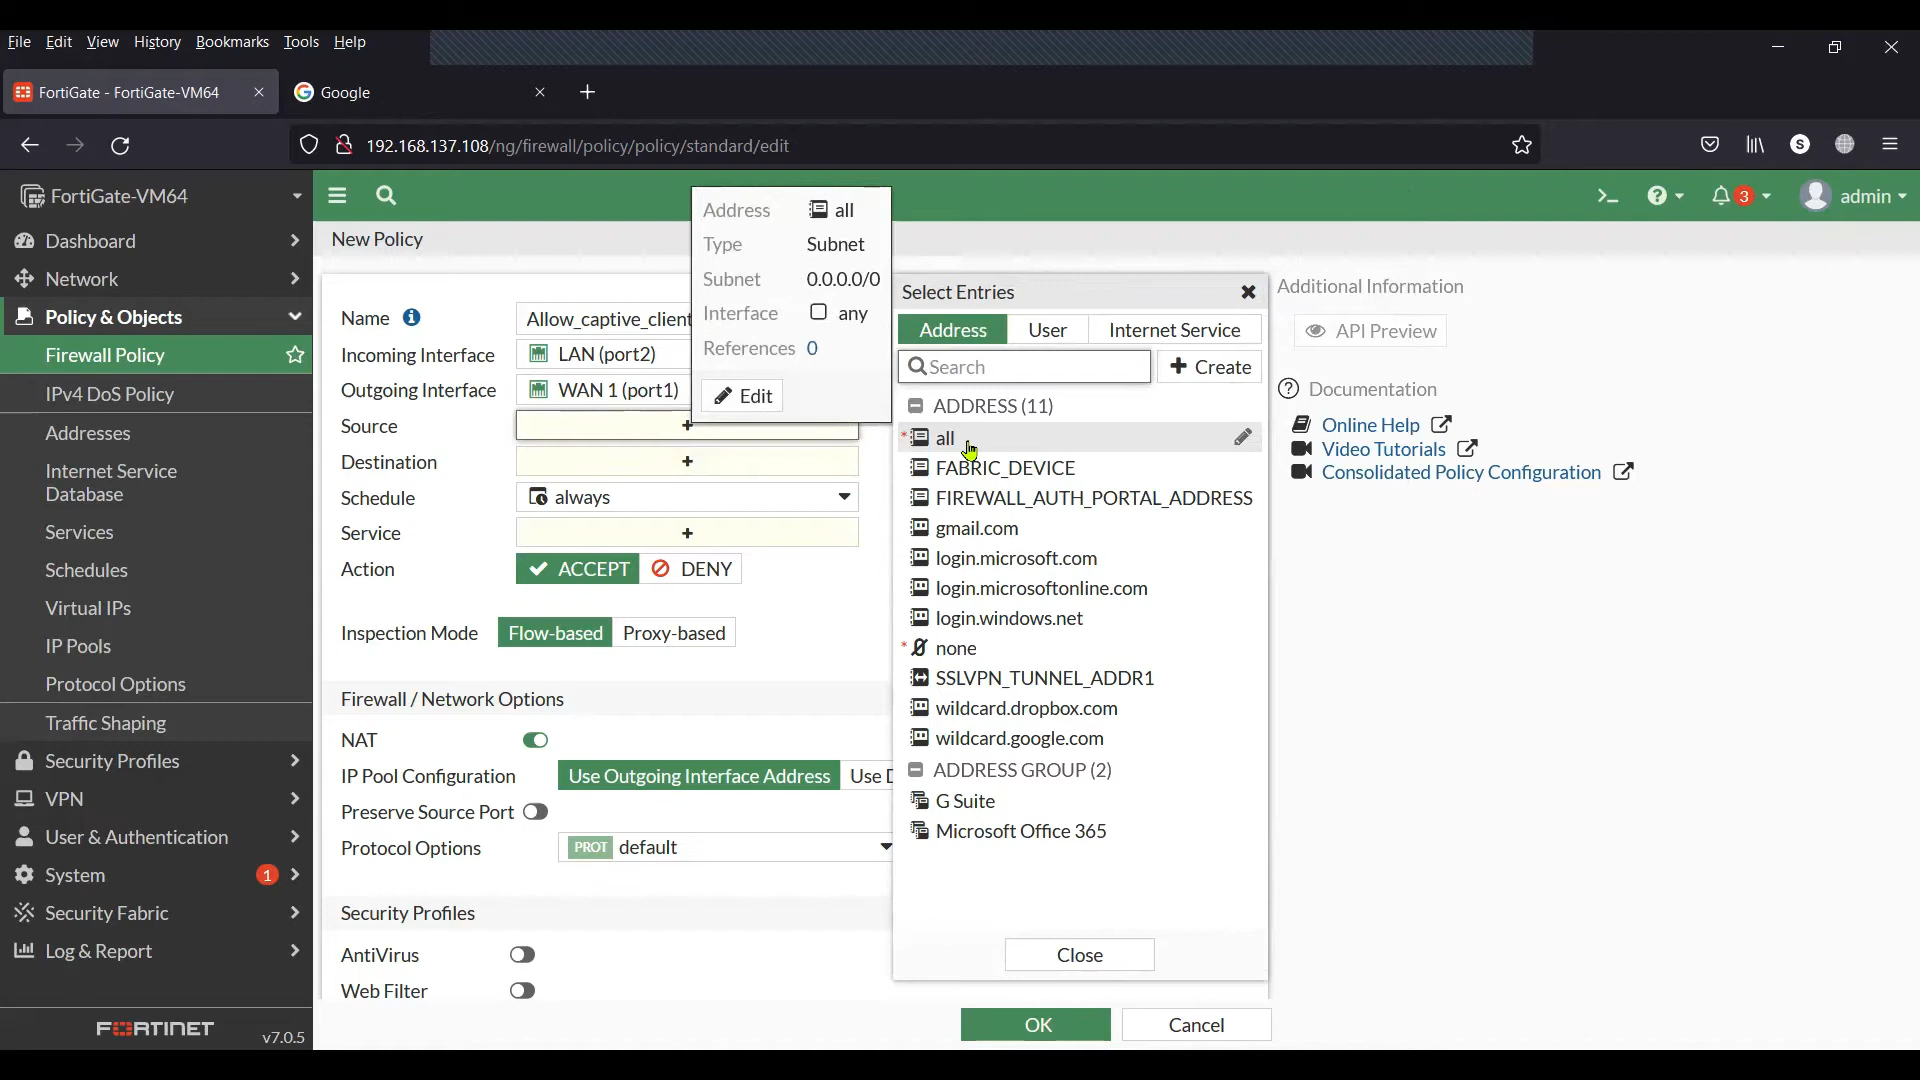 File Edit View History Bookmarks Tools Help
FortiGate - FortiGate-VM64
Google
192.168.137.108/ng/firewall/policy/policy/standard/edit
S
FortiGate-VM64
3
admin
Dashboard
Network
Policy & Objects
Firewall Policy
IPv4 DoS Policy
Addresses
Internet Service
Database
Services
Schedules
Virtual IPs
IP Pools
Protocol Options
Traffic Shaping
Security Profiles
VPN
User & Authentication
System 1
Security Fabric
Log & Report
FORTINET
v7.0.5
New Policy
Name Allow_captive_client
Incoming Interface LAN (port2)
Outgoing Interface WAN 1 (port1)
Source
Destination
Schedule always
Service
Action ACCEPT DENY
Inspection Mode Flow-based Proxy-based
Firewall / Network Options
NAT
IP Pool Configuration Use Outgoing Interface Address Use D
Preserve Source Port
Protocol Options PROT default
Security Profiles
AntiVirus
Web Filter
Address all
Type Subnet
Subnet 0.0.0.0/0
Interface any
References 0
Edit
Select Entries
Address User Internet Service
Search Create
ADDRESS (11)
* all
FABRIC_DEVICE
FIREWALL_AUTH_PORTAL_ADDRESS
gmail.com
login.microsoft.com
login.microsoftonline.com
login.windows.net
* none
SSLVPN_TUNNEL_ADDR1
wildcard.dropbox.com
wildcard.google.com
ADDRESS GROUP (2)
G Suite
Microsoft Office 365
Close
OK Cancel
Additional Information
API Preview
Documentation
Online Help
Video Tutorials
Consolidated Policy Configuration